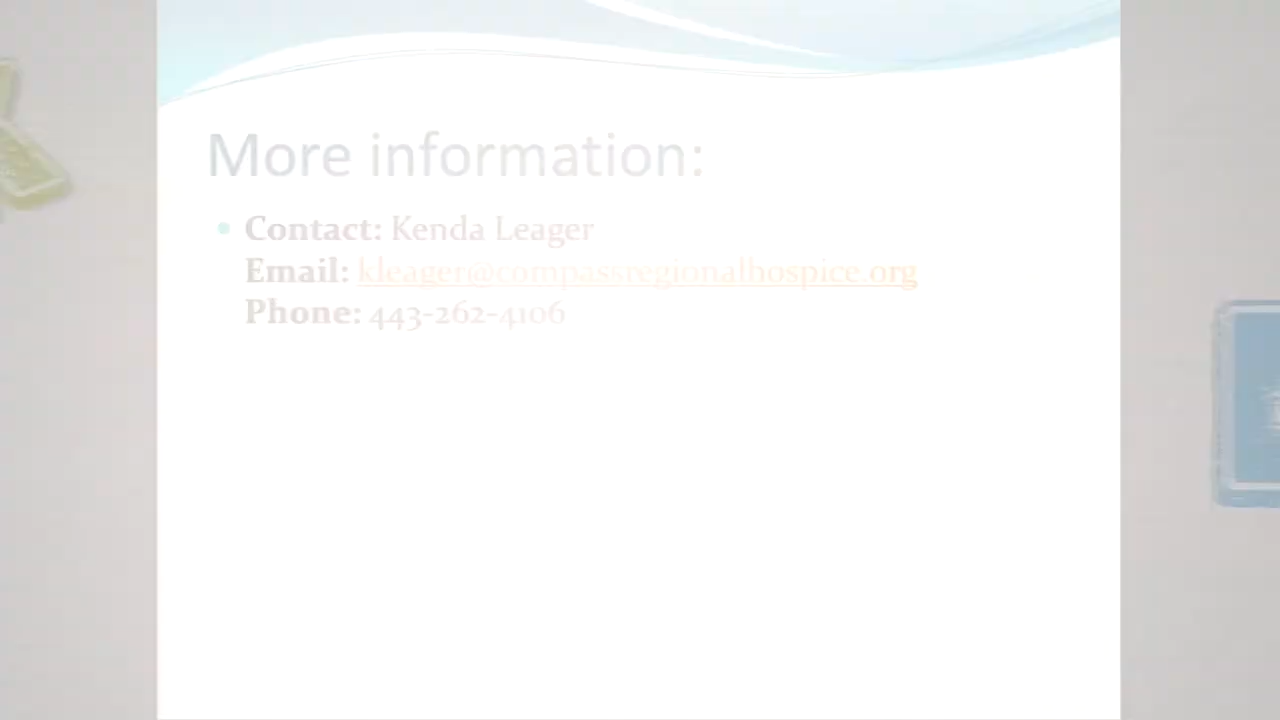 More information:
• Contact: Kenda Leager
Email: kleager@compassregionalhospice.org
Phone: 443-262-4106